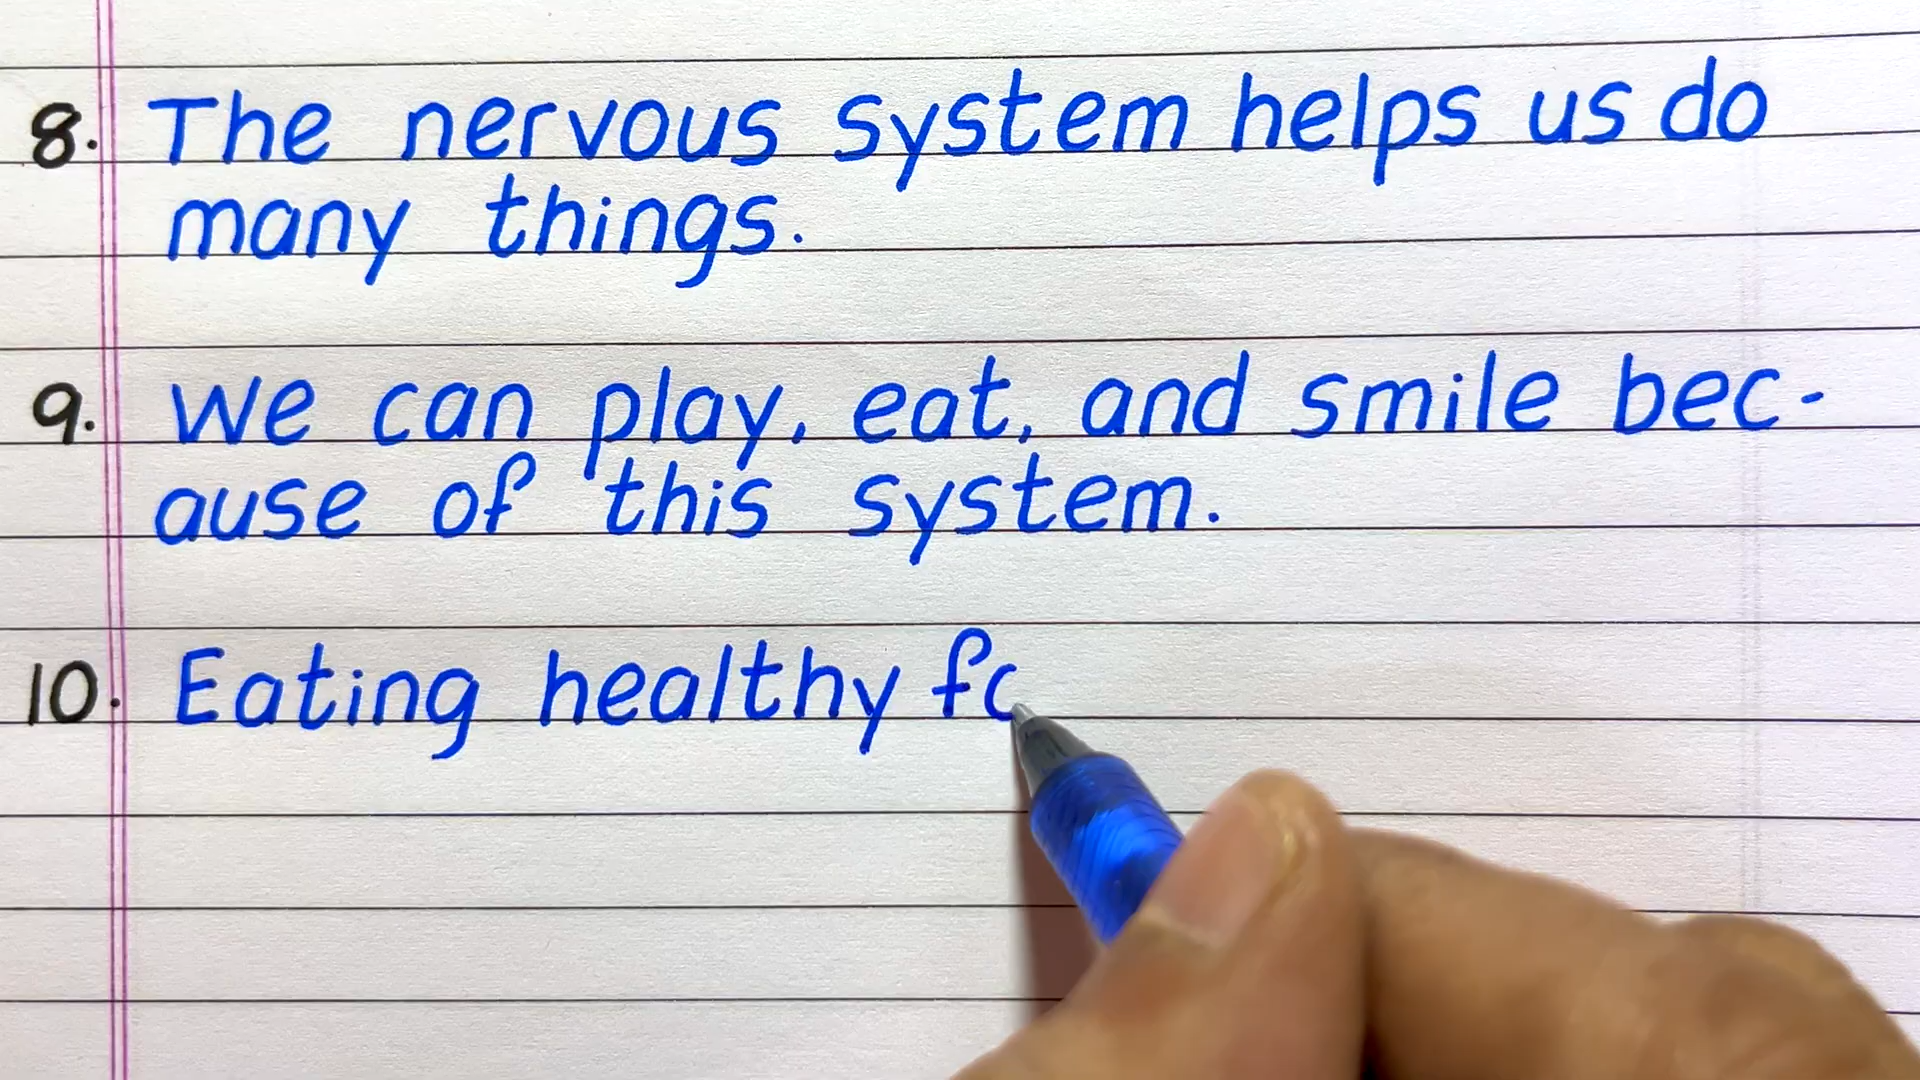 8. The nervous system helps us do
many things.
9. We can play, eat, and smile bec-
ause of this system.
10. Eating healthy